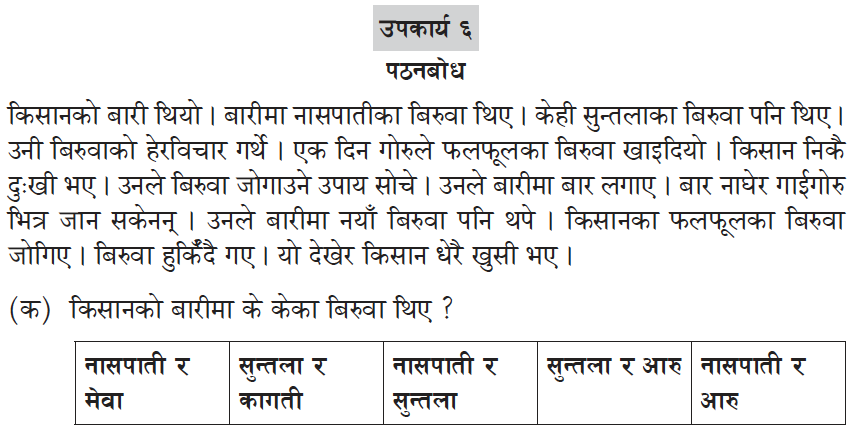 उपकार्य ६
पठनबोध
किसानको बारी थियो । बारीमा नासपातीका बिरुवा थिए । केही सुन्तलाका बिरुवा पनि थिए ।
उनी बिरुवाको हेरविचार गर्थे । एक दिन गोरुले फलफूलका बिरुवा खाइदियो । किसान निकै
दुःखी भए । उनले बिरुवा जोगाउने उपाय सोचे । उनले बारीमा बार लगाए । बार नाघेर गाईगोरु
भित्र जान सकेनन् । उनले बारीमा नयाँ बिरुवा पनि थपे । किसानका फलफूलका बिरुवा
जोगिए । बिरुवा हुर्किँदै गए । यो देखेर किसान धेरै खुसी भए ।
(क) किसानको बारीमा के केका बिरुवा थिए ?
नासपाती र सुन्तला र नासपाती र सुन्तला र आरु नासपाती र
मेवा कागती सुन्तला आरु